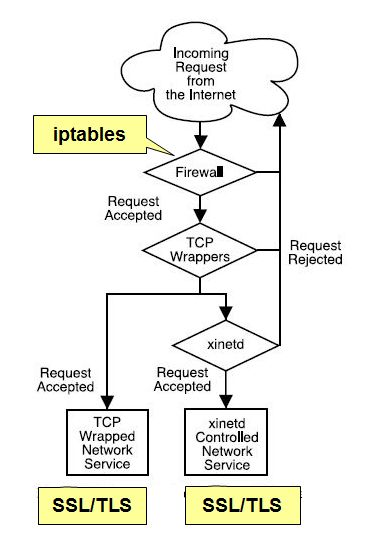 Incoming
Request
from
the Internet
iptables
Firewall
Request
Accepted
TCP
Wrappers
Request
Rejected
xinetd
Request
Accepted
Request
Accepted
TCP
Wrapped
Network
Service
xinetd
Controlled
Network
Service
SSL/TLS
SSL/TLS